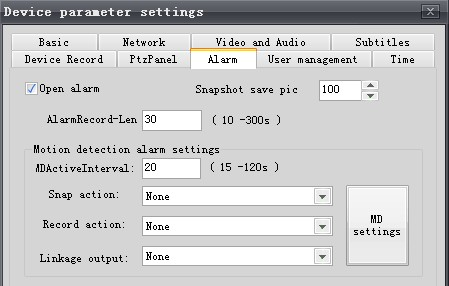 Device parameter settings
Basic Network Video and Audio Subtitles
Device Record PtzPanel Alarm User management Time
Open alarm Snapshot save pic 100
AlarmRecord-Len 30 ( 10 -300s )
Motion detection alarm settings
MDActiveInterval: 20 ( 15 -120s )
Snap action: None
Record action: None
MD settings
Linkage output: None